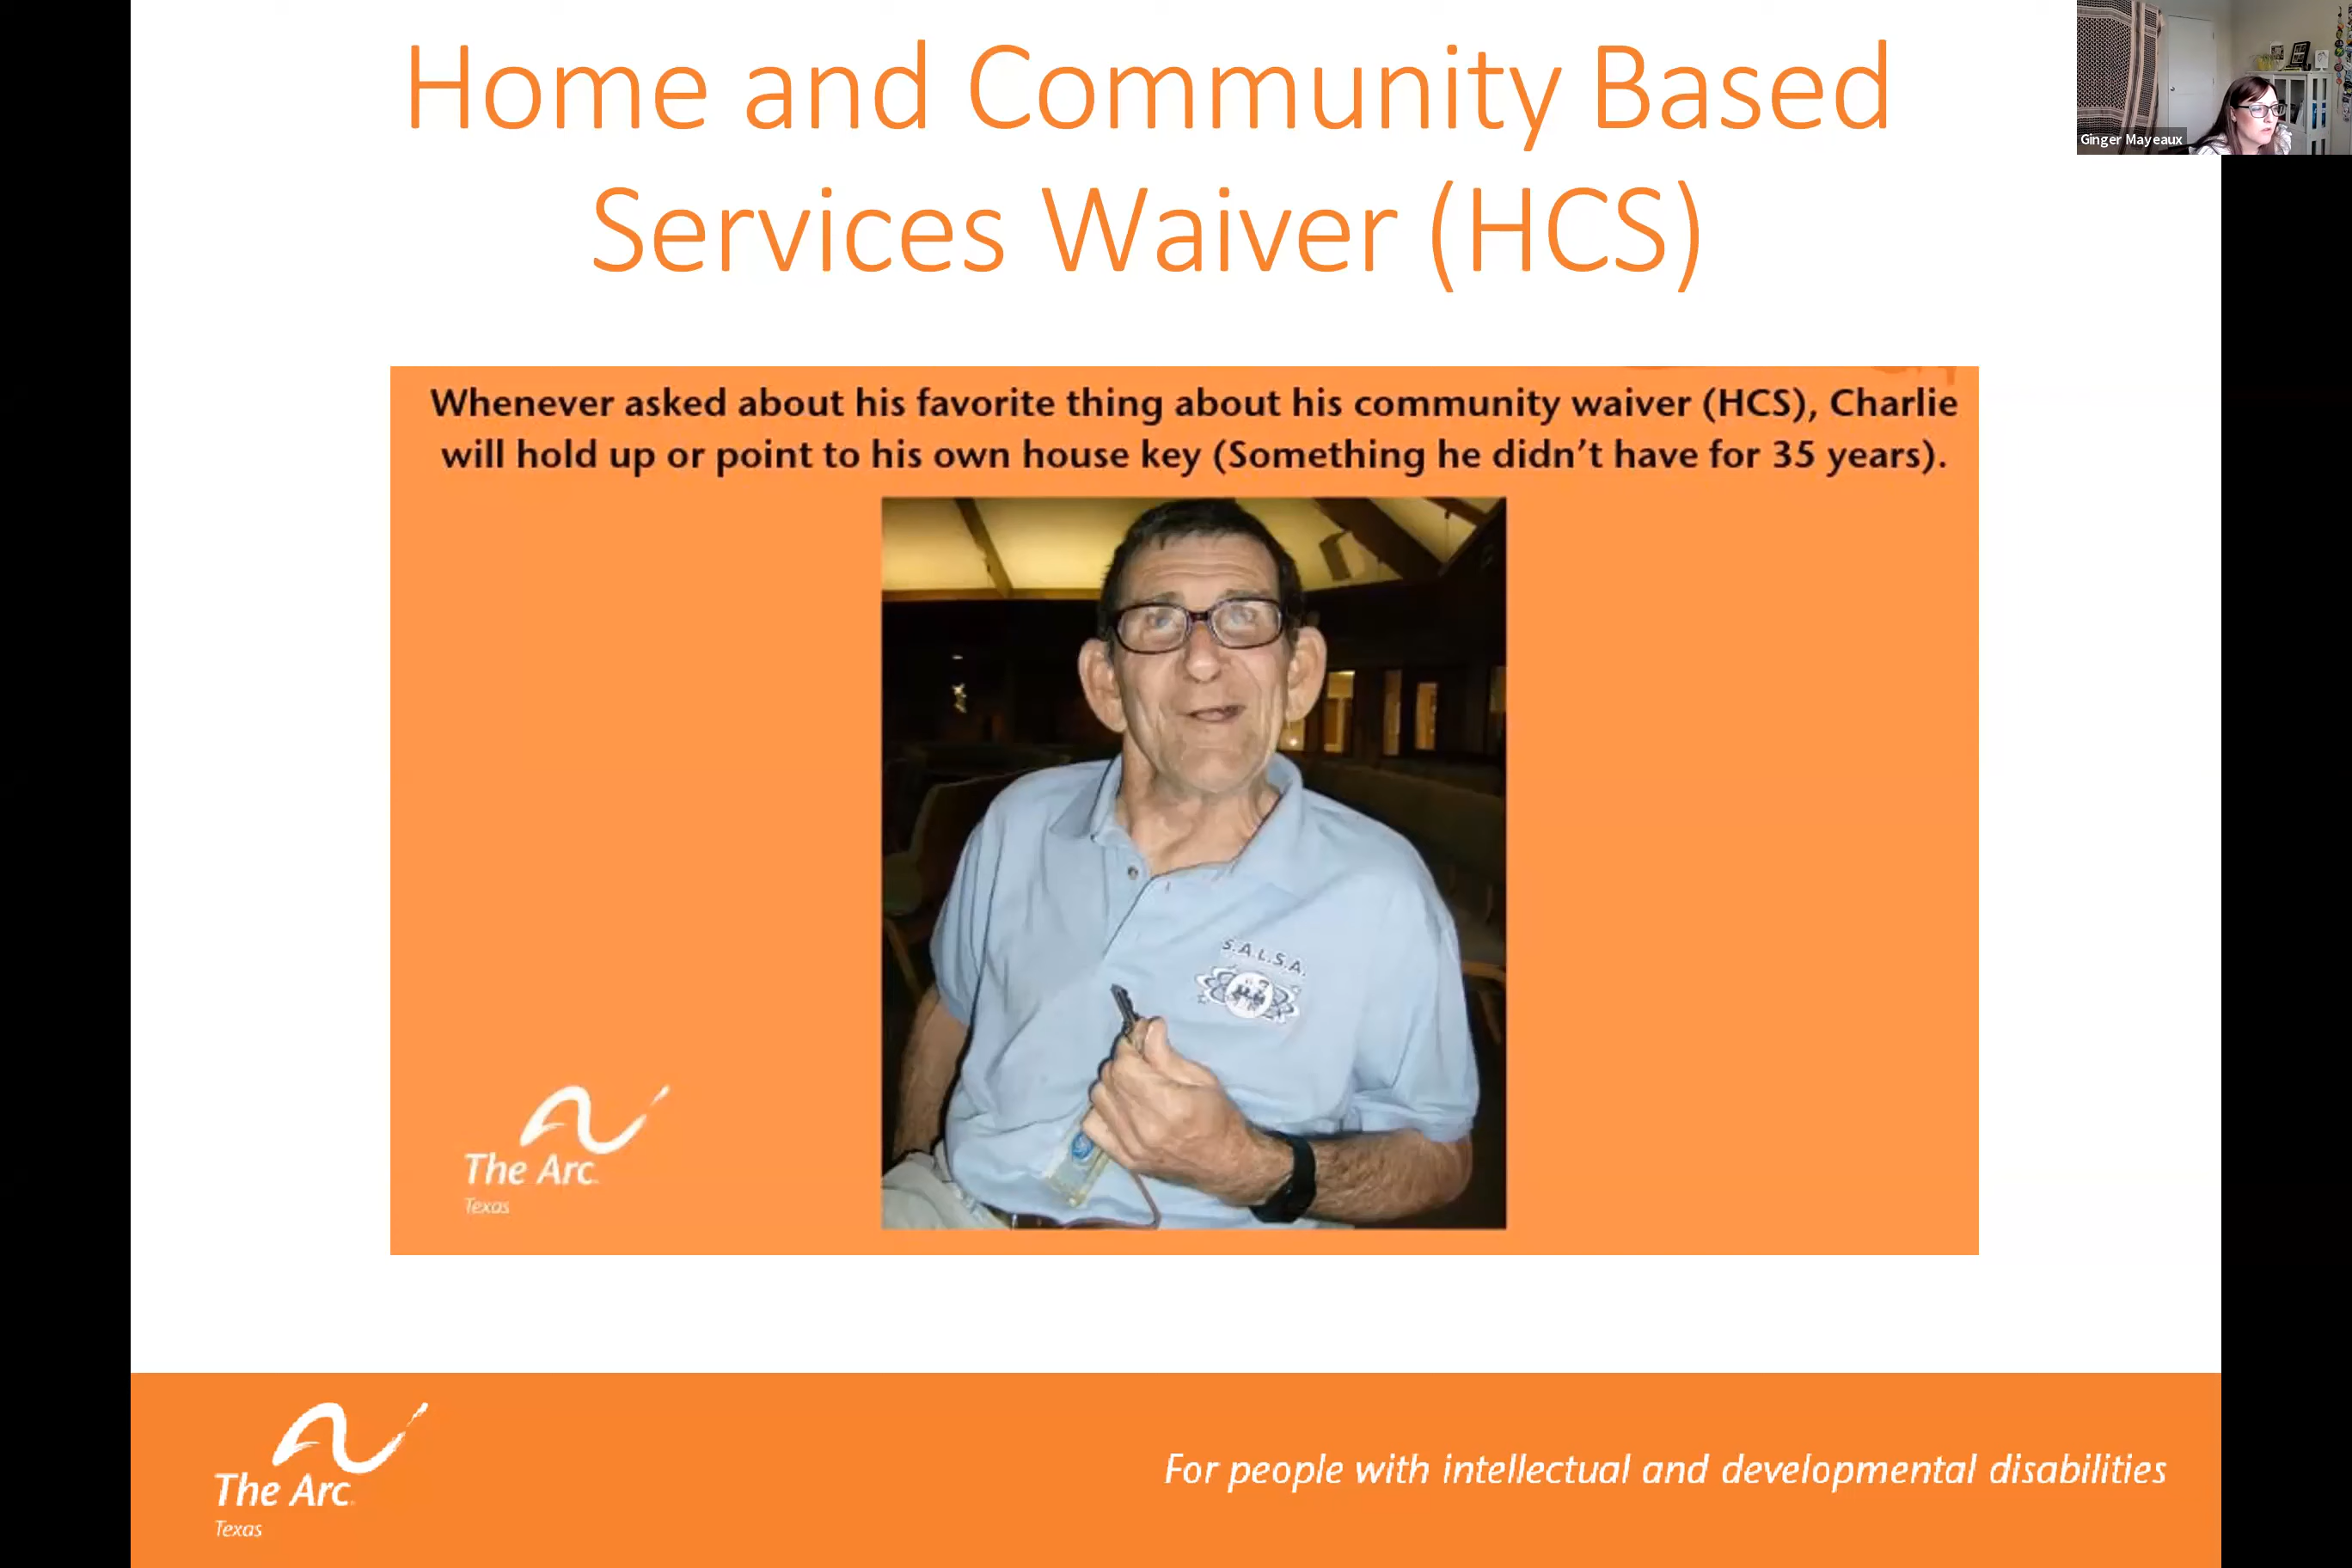 Home and Community Based
Services Waiver (HCS)
Ginger Mayeaux
Whenever asked about his favorite thing about his community waiver (HCS), Charlie
will hold up or point to his own house key (Something he didn't have for 35 years).
S.A.L.S.A.
The Arc.
Texas
The Arc.
Texas
For people with intellectual and developmental disabilities